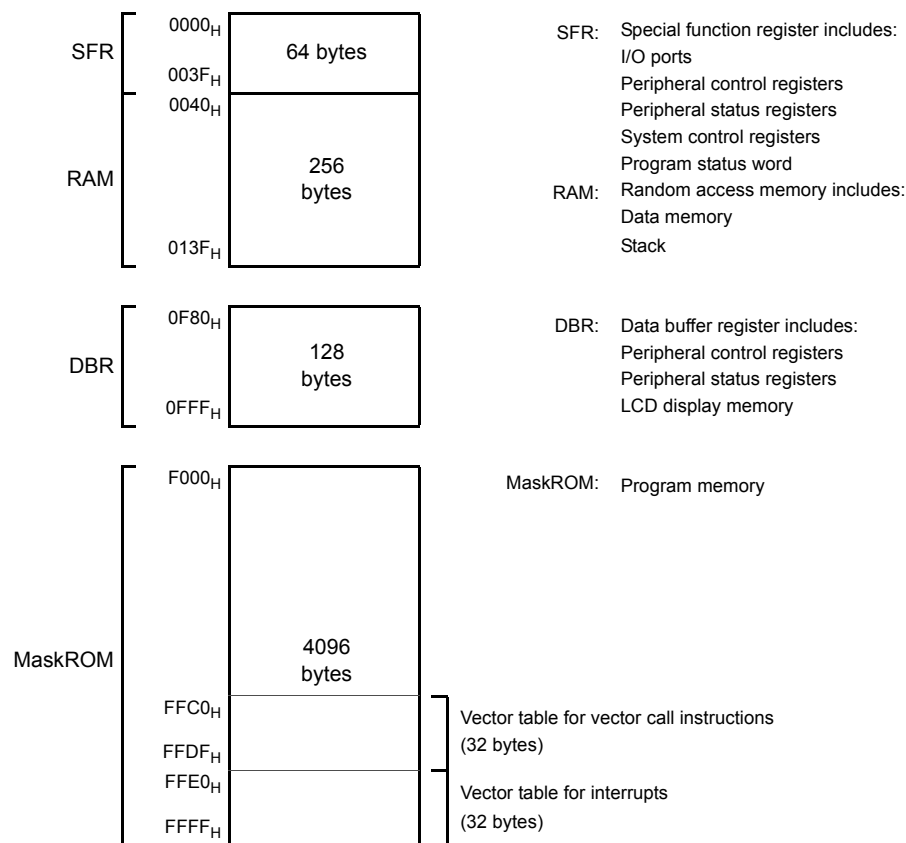 0000H
SFR
64 bytes
003FH
0040H
RAM
256
bytes
013FH
SFR: Special function register includes:
I/O ports
Peripheral control registers
Peripheral status registers
System control registers
Program status word
RAM: Random access memory includes:
Data memory
Stack
0F80H
DBR
128
bytes
0FFFH
DBR: Data buffer register includes:
Peripheral control registers
Peripheral status registers
LCD display memory
F000H
MaskROM: Program memory
MaskROM
4096
bytes
FFC0H
Vector table for vector call instructions
(32 bytes)
FFDFH
FFE0H
Vector table for interrupts
(32 bytes)
FFFFH